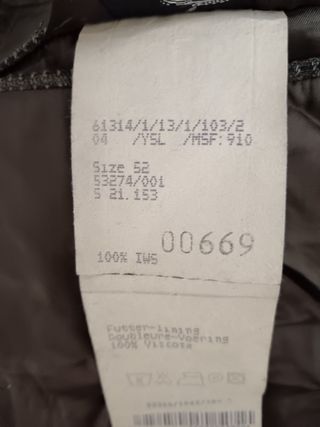 61314/1/13/1/103/2
04 /YSL /MSF:910
Size 52
53274/001
S 21.153
00669
100% IWS
Futter-lining
Doublure-Voering
100% Viscota